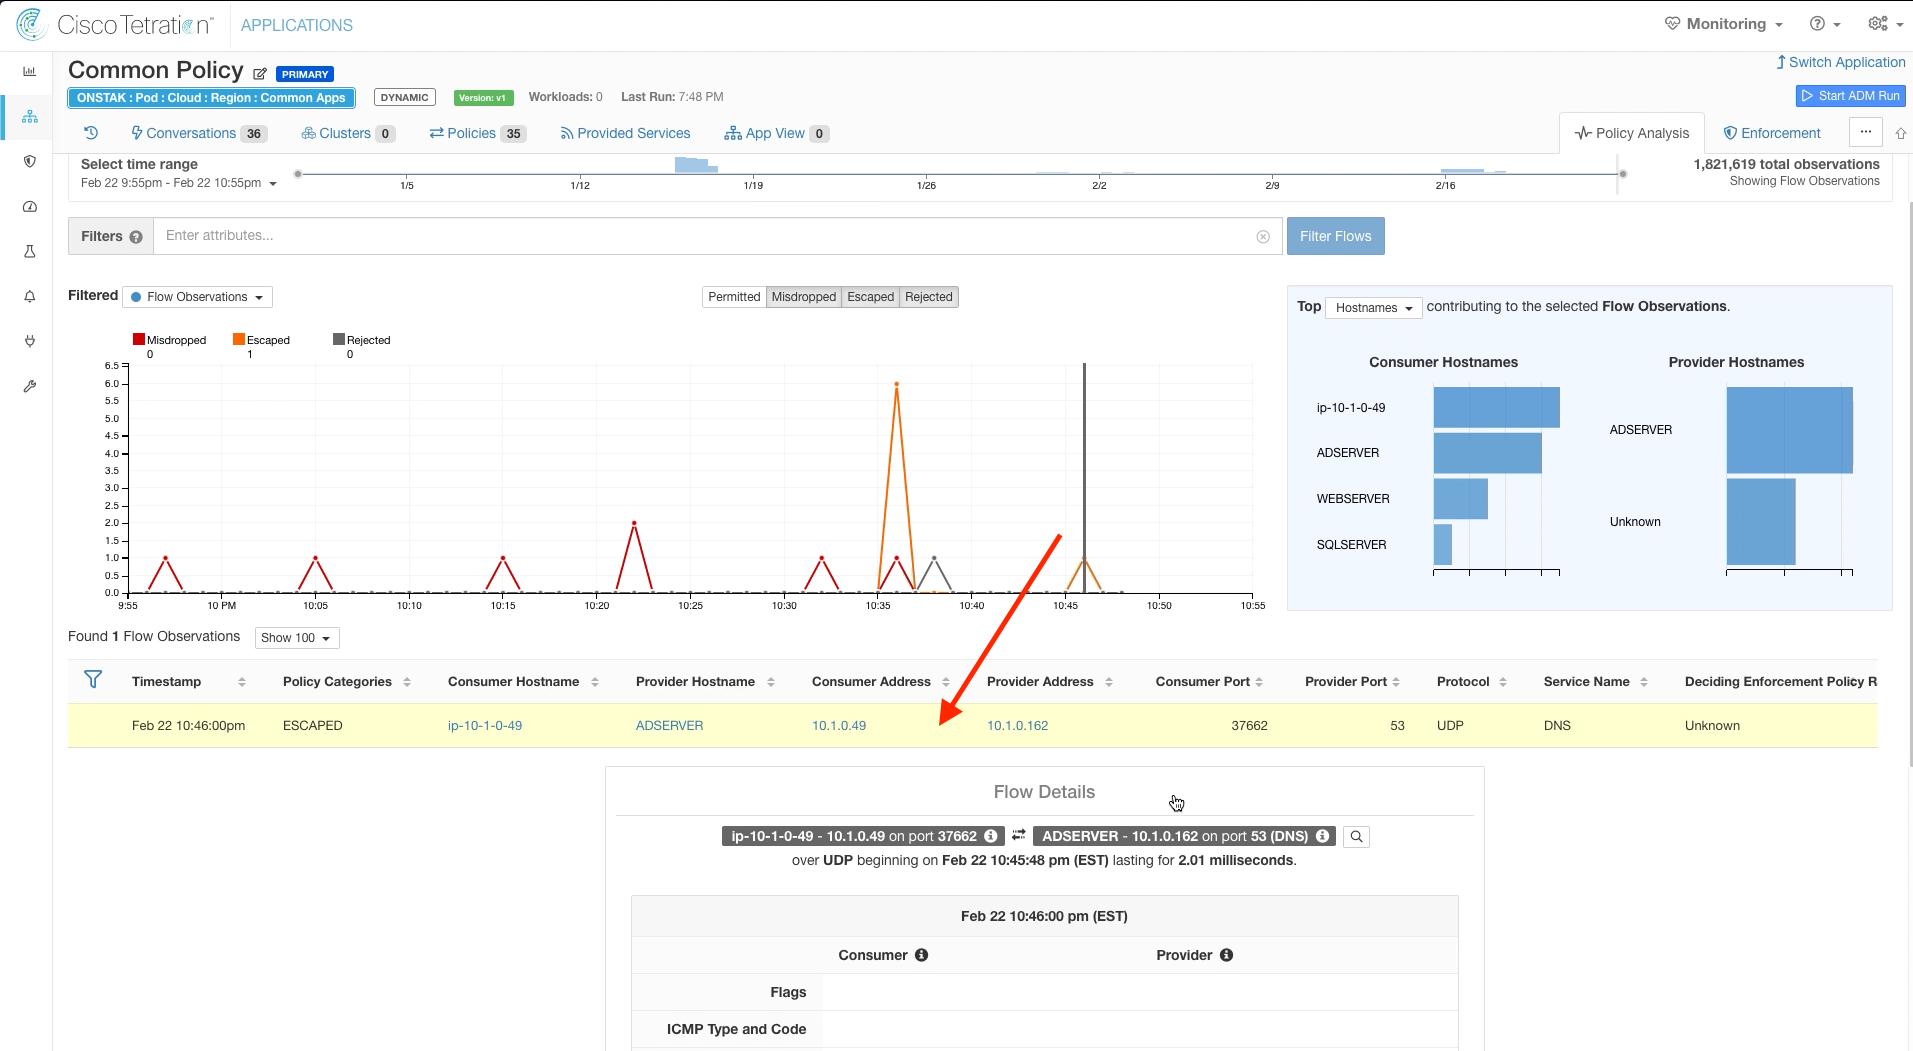 Cisco Tetration™ APPLICATIONS Monitoring
Common Policy PRIMARY Switch Application
ONSTAK : Pod : Cloud : Region : Common Apps DYNAMIC Version: v1 Workloads: 0 Last Run: 7:48 PM Start ADM Run
Conversations 36 Clusters 0 Policies 35 Provided Services App View 0 Policy Analysis Enforcement ...
Select time range 1,821,619 total observations
Feb 22 9:55pm - Feb 22 10:55pm Showing Flow Observations
1/5 1/12 1/19 1/26 2/2 2/9 2/16
Filters ? Enter attributes... Filter Flows
Filtered Flow Observations Permitted Misdropped Escaped Rejected
Top Hostnames contributing to the selected Flow Observations.
Misdropped Escaped Rejected
0 1 0
6.5
6.0
5.5
5.0
4.5
4.0
3.5
3.0
2.5
2.0
1.5
1.0
0.5
0.0
9:55 10 PM 10:05 10:10 10:15 10:20 10:25 10:30 10:35 10:40 10:45 10:50 10:55
Consumer Hostnames
ip-10-1-0-49
ADSERVER
WEBSERVER
SQLSERVER
Provider Hostnames
ADSERVER
Unknown
Found 1 Flow Observations Show 100
Timestamp Policy Categories Consumer Hostname Provider Hostname Consumer Address Provider Address Consumer Port Provider Port Protocol Service Name Deciding Enforcement Policy R
Feb 22 10:46:00pm ESCAPED ip-10-1-0-49 ADSERVER 10.1.0.49 10.1.0.162 37662 53 UDP DNS Unknown
Flow Details
ip-10-1-0-49 - 10.1.0.49 on port 37662 ADSERVER - 10.1.0.162 on port 53 (DNS)
over UDP beginning on Feb 22 10:45:48 pm (EST) lasting for 2.01 milliseconds.
Feb 22 10:46:00 pm (EST)
Consumer Provider
Flags
ICMP Type and Code